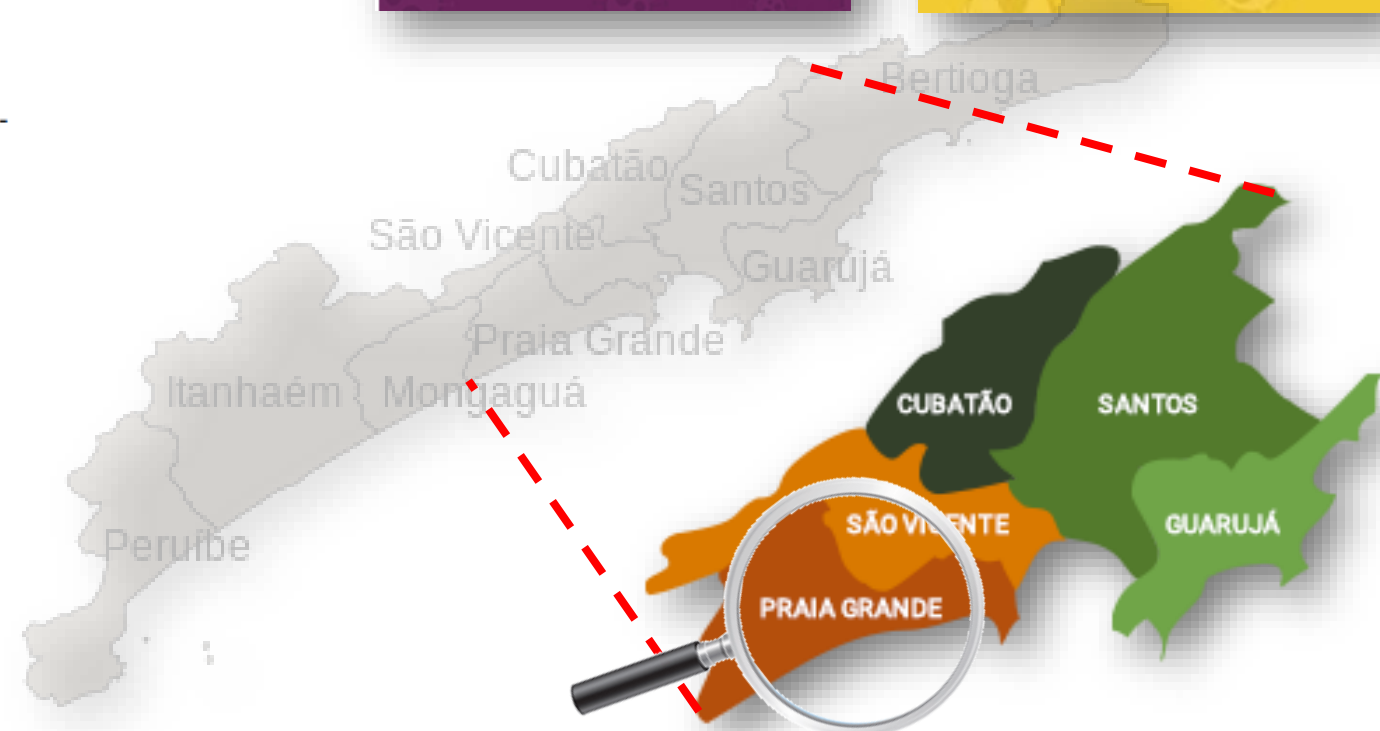 Bertioga
Cubatão
Santos
São Vicente
Guarujá
Praia Grande
Itanhaém
Mongaguá
Peruíbe
CUBATÃO
SANTOS
SÃO VICENTE
GUARUJÁ
PRAIA GRANDE